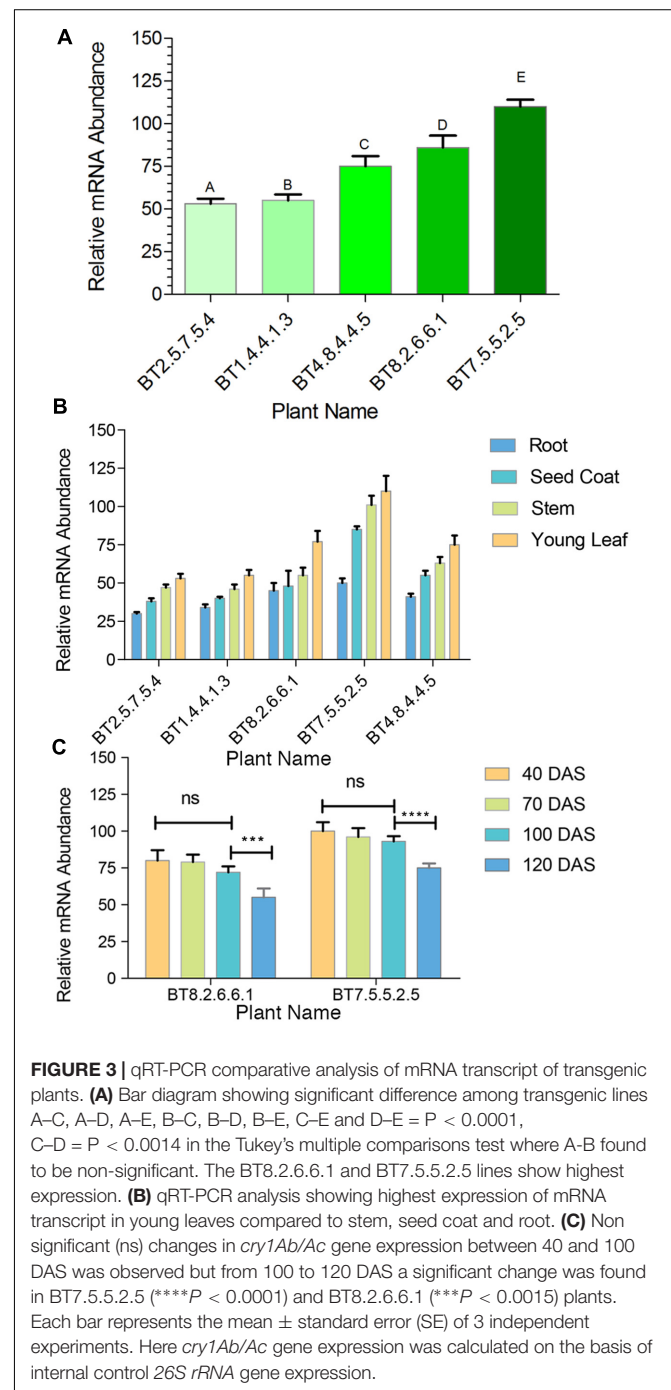 A
150
125
100
75
50
25
0
Relative mRNA Abundance
A
B
C
D
E
BT2.5.7.5.4
BT1.4.4.1.3
BT4.8.4.4.5
BT8.2.6.6.1
BT7.5.5.2.5
Plant Name
B
150
125
100
75
50
25
0
Relative mRNA Abundance
Root
Seed Coat
Stem
Young Leaf
BT2.5.7.5.4
BT1.4.4.1.3
BT8.2.6.6.1
BT7.5.5.2.5
BT4.8.4.4.5
Plant Name
C
150
125
100
75
50
25
0
Relative mRNA Abundance
ns
***
ns
****
40 DAS
70 DAS
100 DAS
120 DAS
BT8.2.6.6.1
BT7.5.5.2.5
Plant Name
FIGURE 3 | qRT-PCR comparative analysis of mRNA transcript of transgenic
plants. (A) Bar diagram showing significant difference among transgenic lines
A–C, A–D, A–E, B–C, B–D, B–E, C–E and D–E = P < 0.0001,
C–D = P < 0.0014 in the Tukey's multiple comparisons test where A-B found
to be non-significant. The BT8.2.6.6.1 and BT7.5.5.2.5 lines show highest
expression. (B) qRT-PCR analysis showing highest expression of mRNA
transcript in young leaves compared to stem, seed coat and root. (C) Non
significant (ns) changes in cry1Ab/Ac gene expression between 40 and 100
DAS was observed but from 100 to 120 DAS a significant change was found
in BT7.5.5.2.5 (****P < 0.0001) and BT8.2.6.6.1 (***P < 0.0015) plants.
Each bar represents the mean ± standard error (SE) of 3 independent
experiments. Here cry1Ab/Ac gene expression was calculated on the basis of
internal control 26S rRNA gene expression.